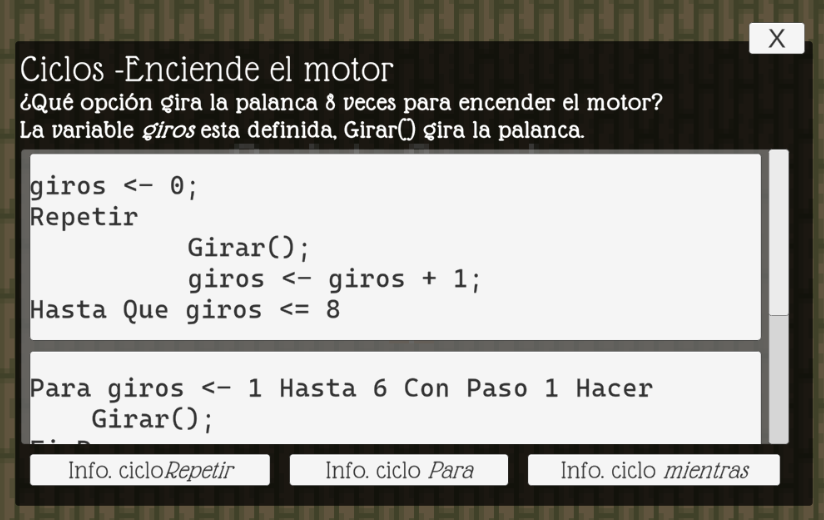 X
Ciclos -Enciende el motor
¿Qué opción gira la palanca 8 veces para encender el motor?
La variable giros esta definida, Girar() gira la palanca.
giros <- 0;
Repetir
Girar();
giros <- giros + 1;
Hasta Que giros <= 8
Para giros <- 1 Hasta 6 Con Paso 1 Hacer
Girar();
Info. cicloRepetir
Info. ciclo Para
Info. ciclo mientras